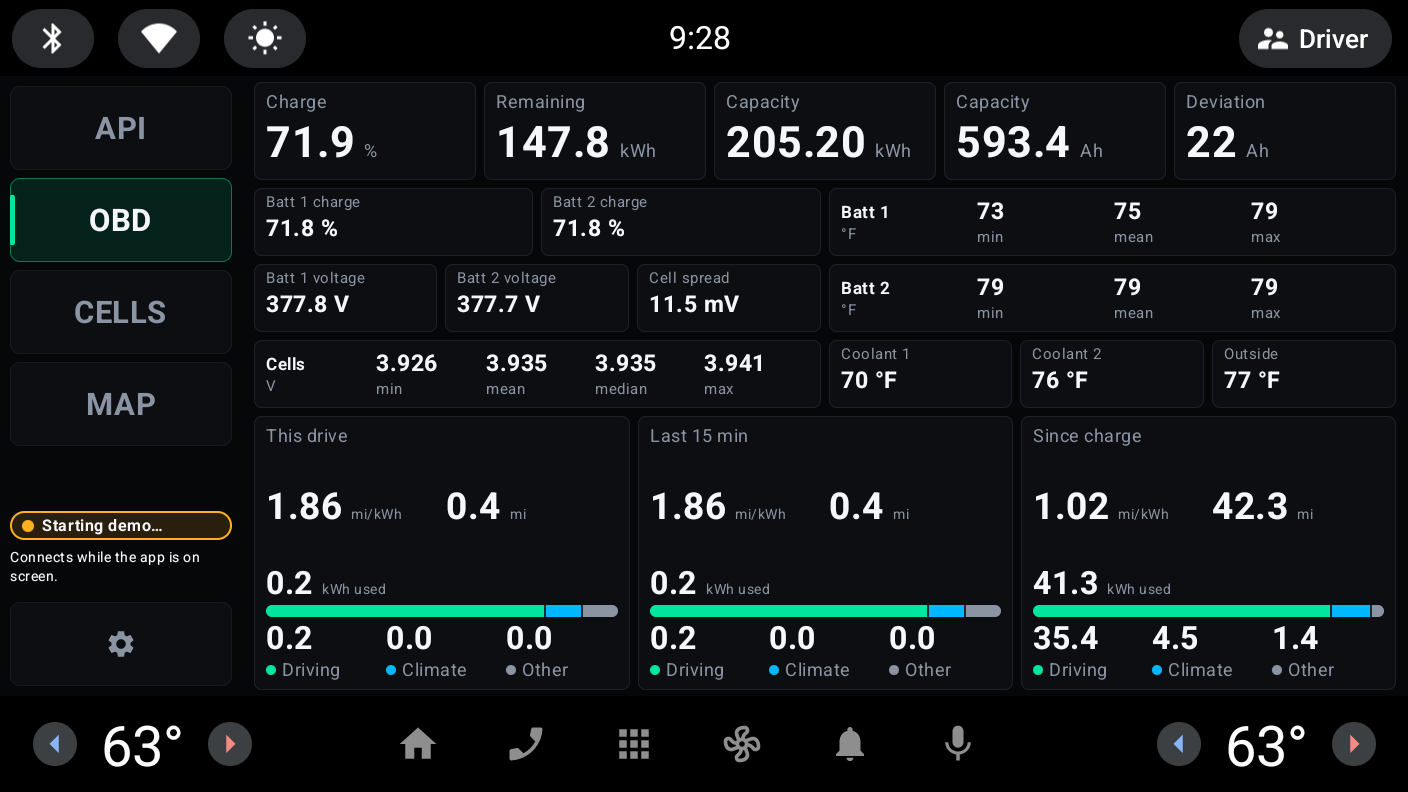 9:28
Driver
API
OBD
CELLS
MAP
Starting demo...
Connects while the app is on
screen.
Charge
71.9 %
Remaining
147.8 kWh
Capacity
205.20 kWh
Capacity
593.4 Ah
Deviation
22 Ah
Batt 1 charge
71.8 %
Batt 2 charge
71.8 %
Batt 1
°F
73
min
75
mean
79
max
Batt 1 voltage
377.8 V
Batt 2 voltage
377.7 V
Cell spread
11.5 mV
Batt 2
°F
79
min
79
mean
79
max
Cells
V
3.926
min
3.935
mean
3.935
median
3.941
max
Coolant 1
70 °F
Coolant 2
76 °F
Outside
77 °F
This drive
1.86 mi/kWh 0.4 mi
0.2 kWh used
0.2 0.0 0.0
Driving Climate Other
Last 15 min
1.86 mi/kWh 0.4 mi
0.2 kWh used
0.2 0.0 0.0
Driving Climate Other
Since charge
1.02 mi/kWh 42.3 mi
41.3 kWh used
35.4 4.5 1.4
Driving Climate Other
63°
63°